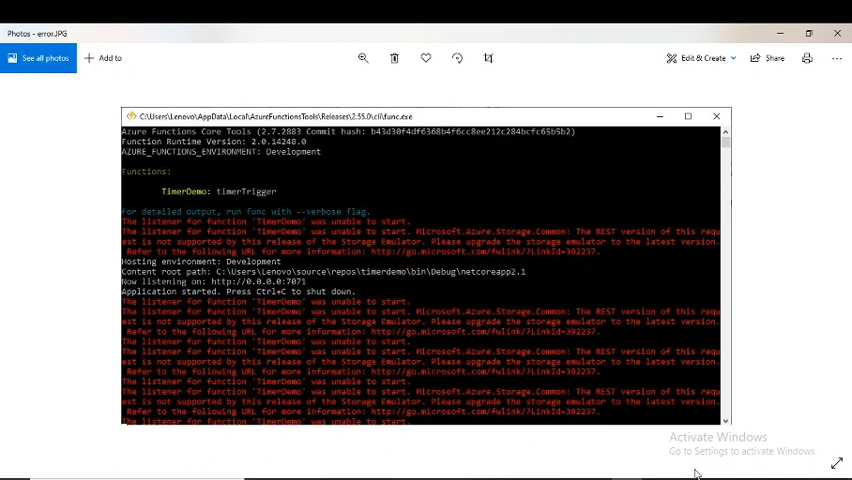 Photos - error.JPG
See all photos
Add to
Edit & Create
Share
C:\Users\Lenovo\AppData\Local\AzureFunctionsTools\Releases\2.55.0\cli\func.exe
Azure Functions Core Tools (2.7.2883 Commit hash: b43d30f4df6368b4f6cc8ee212c284bcfc65b5b2)
Function Runtime Version: 2.0.14248.0
AZURE_FUNCTIONS_ENVIRONMENT: Development
Functions:
TimerDemo: timerTrigger
For detailed output, run func with --verbose flag.
The listener for function 'TimerDemo' was unable to start.
The listener for function 'TimerDemo' was unable to start. Microsoft.Azure.Storage.Common: The REST version of this requ
est is not supported by this release of the Storage Emulator. Please upgrade the storage emulator to the latest version.
Refer to the following URL for more information: http://go.microsoft.com/fwlink/?LinkId=392237.
Hosting environment: Development
Content root path: C:\Users\Lenovo\source\repos\timerdemo\bin\Debug\netcoreapp2.1
Now listening on: http://0.0.0.0:7071
Application started. Press Ctrl+C to shut down.
The listener for function 'TimerDemo' was unable to start.
The listener for function 'TimerDemo' was unable to start. Microsoft.Azure.Storage.Common: The REST version of this requ
est is not supported by this release of the Storage Emulator. Please upgrade the storage emulator to the latest version.
Refer to the following URL for more information: http://go.microsoft.com/fwlink/?LinkId=392237.
The listener for function 'TimerDemo' was unable to start.
The listener for function 'TimerDemo' was unable to start. Microsoft.Azure.Storage.Common: The REST version of this requ
est is not supported by this release of the Storage Emulator. Please upgrade the storage emulator to the latest version.
Refer to the following URL for more information: http://go.microsoft.com/fwlink/?LinkId=392237.
The listener for function 'TimerDemo' was unable to start.
The listener for function 'TimerDemo' was unable to start. Microsoft.Azure.Storage.Common: The REST version of this requ
est is not supported by this release of the Storage Emulator. Please upgrade the storage emulator to the latest version.
Refer to the following URL for more information: http://go.microsoft.com/fwlink/?LinkId=392237.
The listener for function 'TimerDemo' was unable to start.
Activate Windows
Go to Settings to activate Windows.